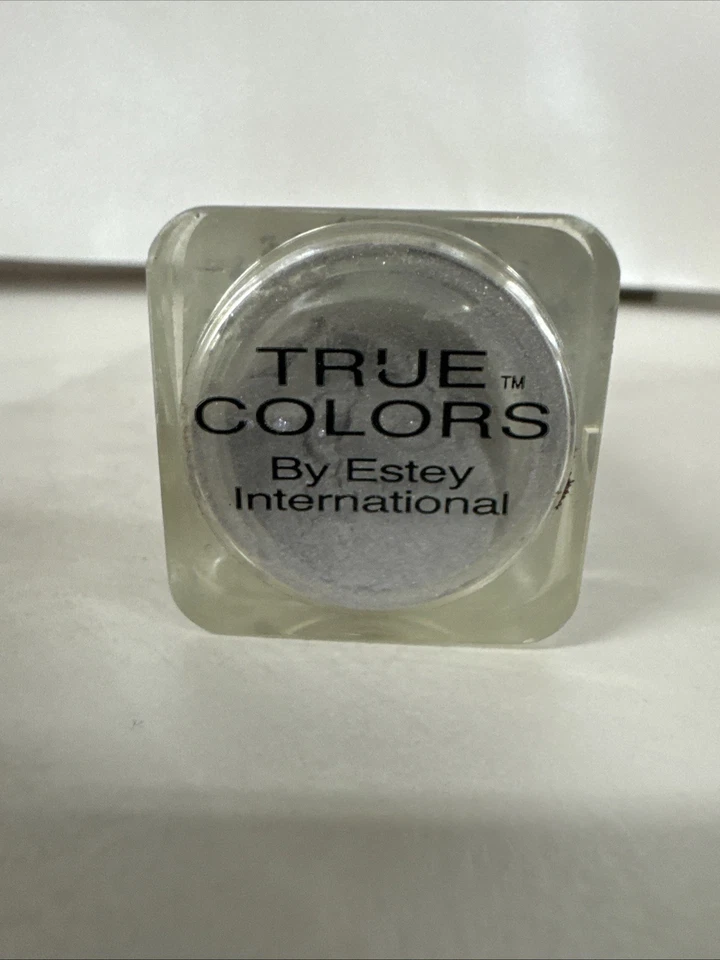 TRUE™
COLORS
By Estey
International